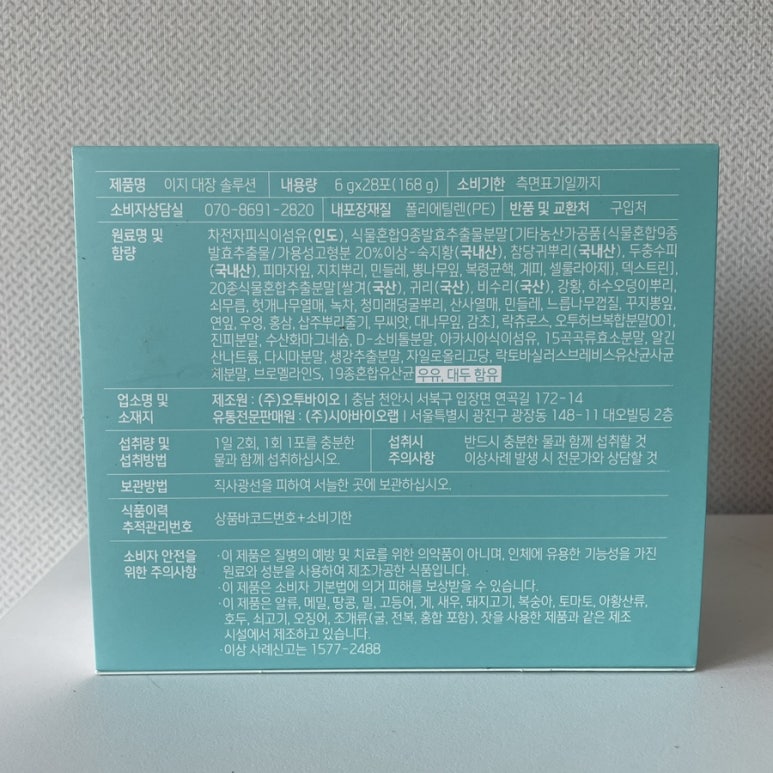 제품명 이지 대장 솔루션 내용량 6 gx28포(168 g) 소비기한 측면표기일까지
소비자상담실 070-8691-2820 내포장재질 폴리에틸렌(PE) 반품 및 교환처 구입처
원료명 및 함량
차전자피식이섬유(인도), 식물혼합9종발효추출물분말[기타농산가공품{식물혼합9종
발효추출물/가용성고형분 20%이상-숙지황(국내산), 참당귀뿌리(국내산), 두충수피
(국내산), 피마자잎, 지치뿌리, 민들레, 뽕나무잎, 복령균핵, 계피, 셀룰라아제}, 덱스트린],
20종식물혼합추출분말[쌀겨(국산), 귀리(국산), 비수리(국산), 강황, 하수오덩이뿌리,
쇠무릅, 헛개나무열매, 녹차, 청미래덩굴뿌리, 산사열매, 민들레, 느릅나무껍질, 꾸지뽕잎,
연잎, 우엉, 홍삼, 삽주뿌리줄기, 무씨앗, 대나무잎, 감초], 락츄로스, 오투허브복합분말001,
진피분말, 수산화마그네슘, D-소비톨분말, 아카시아식이섬유, 15곡곡류효소분말, 알긴
산나트륨, 다시마분말, 생강추출분말, 자일로올리고당, 락토바실러스브레비스유산균사균
체분말, 브로멜라인S, 19종혼합유산균 우유, 대두 함유
업소명 및 소재지
제조원 : (주)오투바이오 | 충남 천안시 서북구 입장면 연곡길 172-14
유통전문판매원 : (주)시아바이오랩 | 서울특별시 광진구 광장동 148-11 대오빌딩 2층
섭취량 및 섭취방법
1일 2회, 1회 1포를 충분한
물과 함께 섭취하십시오.
섭취시 주의사항
반드시 충분한 물과 함께 섭취할 것
이상사례 발생 시 전문가와 상담할 것
보관방법 직사광선을 피하여 서늘한 곳에 보관하십시오.
식품이력 추적관리번호
상품바코드번호+소비기한
소비자 안전을 위한 주의사항
·이 제품은 질병의 예방 및 치료를 위한 의약품이 아니며, 인체에 유용한 기능성을 가진
원료와 성분을 사용하여 제조가공한 식품입니다.
·이 제품은 소비자 기본법에 의거 피해를 보상받을 수 있습니다.
·이 제품은 알류, 메밀, 땅콩, 밀, 고등어, 게, 새우, 돼지고기, 복숭아, 토마토, 아황산류,
호두, 쇠고기, 오징어, 조개류(굴, 전복, 홍합 포함), 잣을 사용한 제품과 같은 제조
시설에서 제조하고 있습니다.
·이상 사례신고는 1577-2488